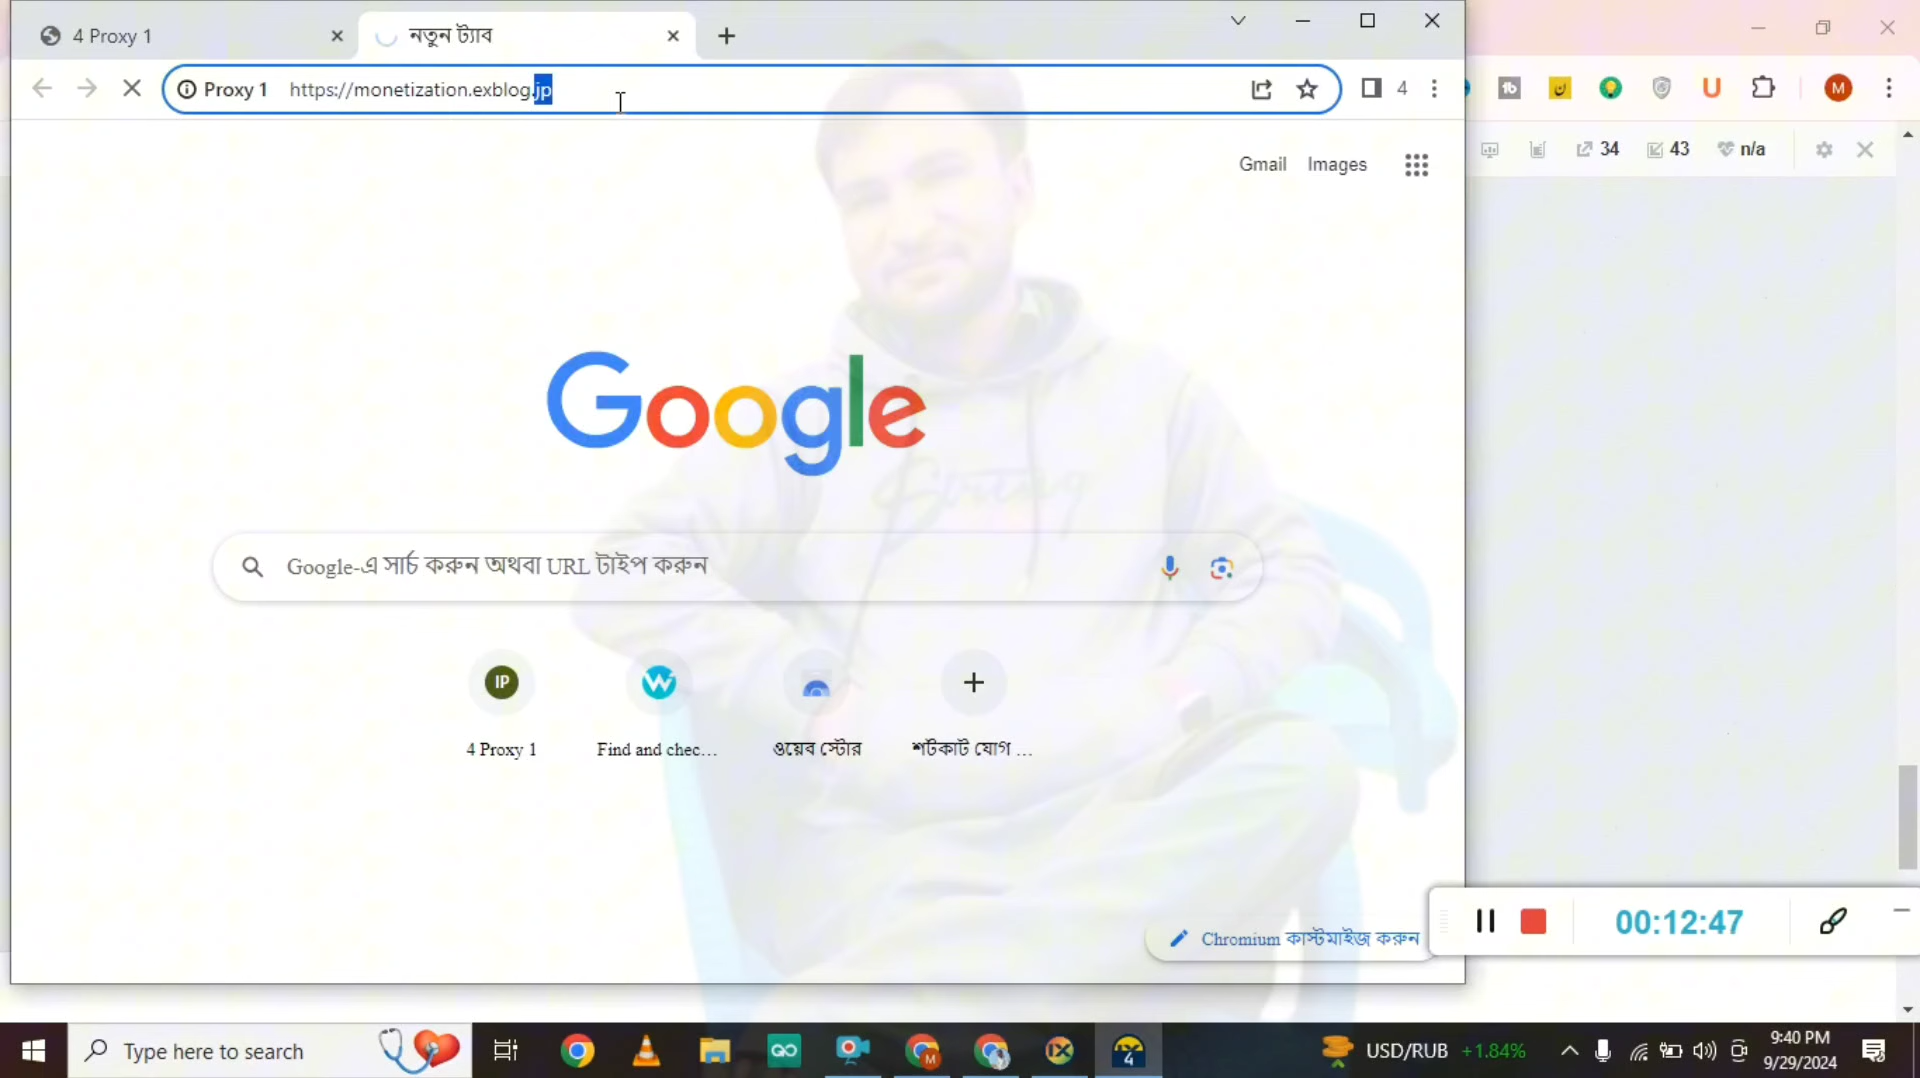 4 Proxy 1
নতুন ট্যাব
Proxy 1 https://monetization.exblog.jp
4
M
34 43 n/a
Gmail Images
Google
Google-এ সার্চ করুন অথবা URL টাইপ করুন
IP
4 Proxy 1 Find and chec... ওয়েব স্টোর শর্টকাট যোগ ...
Chromium কাস্টমাইজ করুন
00:12:47
Type here to search
USD/RUB +1.84%
9:40 PM
9/29/2024